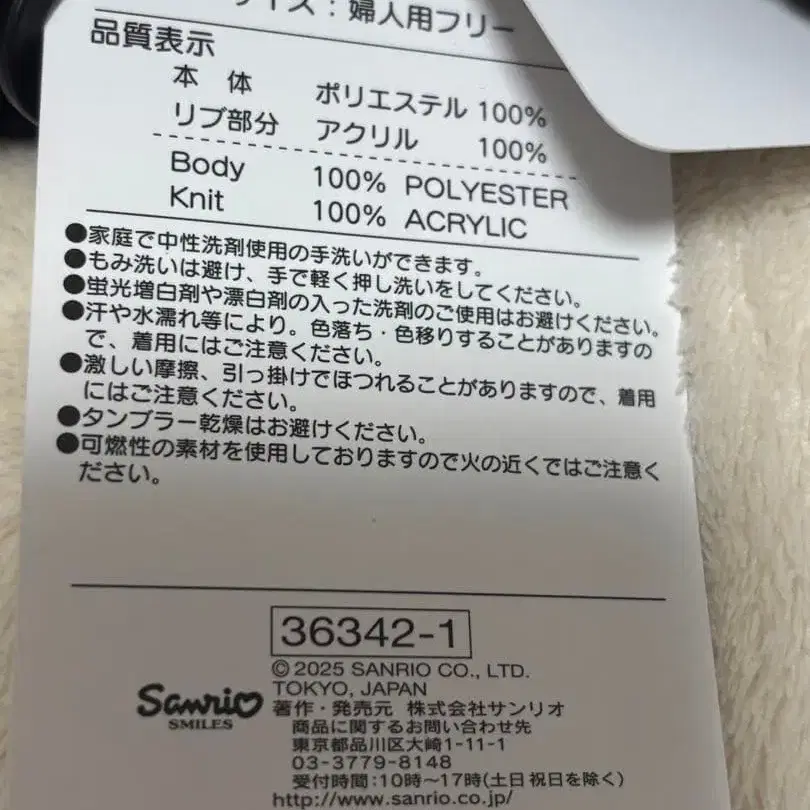 サイズ：婦人用フリー
品質表示
本 体 ポリエステル 100%
リブ部分 アクリル 100%
Body 100% POLYESTER
Knit 100% ACRYLIC
●家庭で中性洗剤使用の手洗いができます。
●もみ洗いは避け、手で軽く押し洗いをしてください。
●蛍光増白剤や漂白剤の入った洗剤のご使用はお避けください。
●汗や水濡れ等により。色落ち・色移りすることがありますの
で、着用にはご注意ください。
●激しい摩擦、引っ掛けでほつれることがありますので、着用
にはご注意ください。
●タンブラー乾燥はお避けください。
●可燃性の素材を使用しておりますので火の近くではご注意く
ださい。
36342-1
© 2025 SANRIO CO., LTD.
TOKYO, JAPAN
Sanrio
SMILES
著作・発売元 株式会社サンリオ
商品に関するお問い合わせ先
東京都品川区大崎1-11-1
03-3779-8148
受付時間：10時～17時(土日祝日を除く)
http://www.sanrio.co.jp/